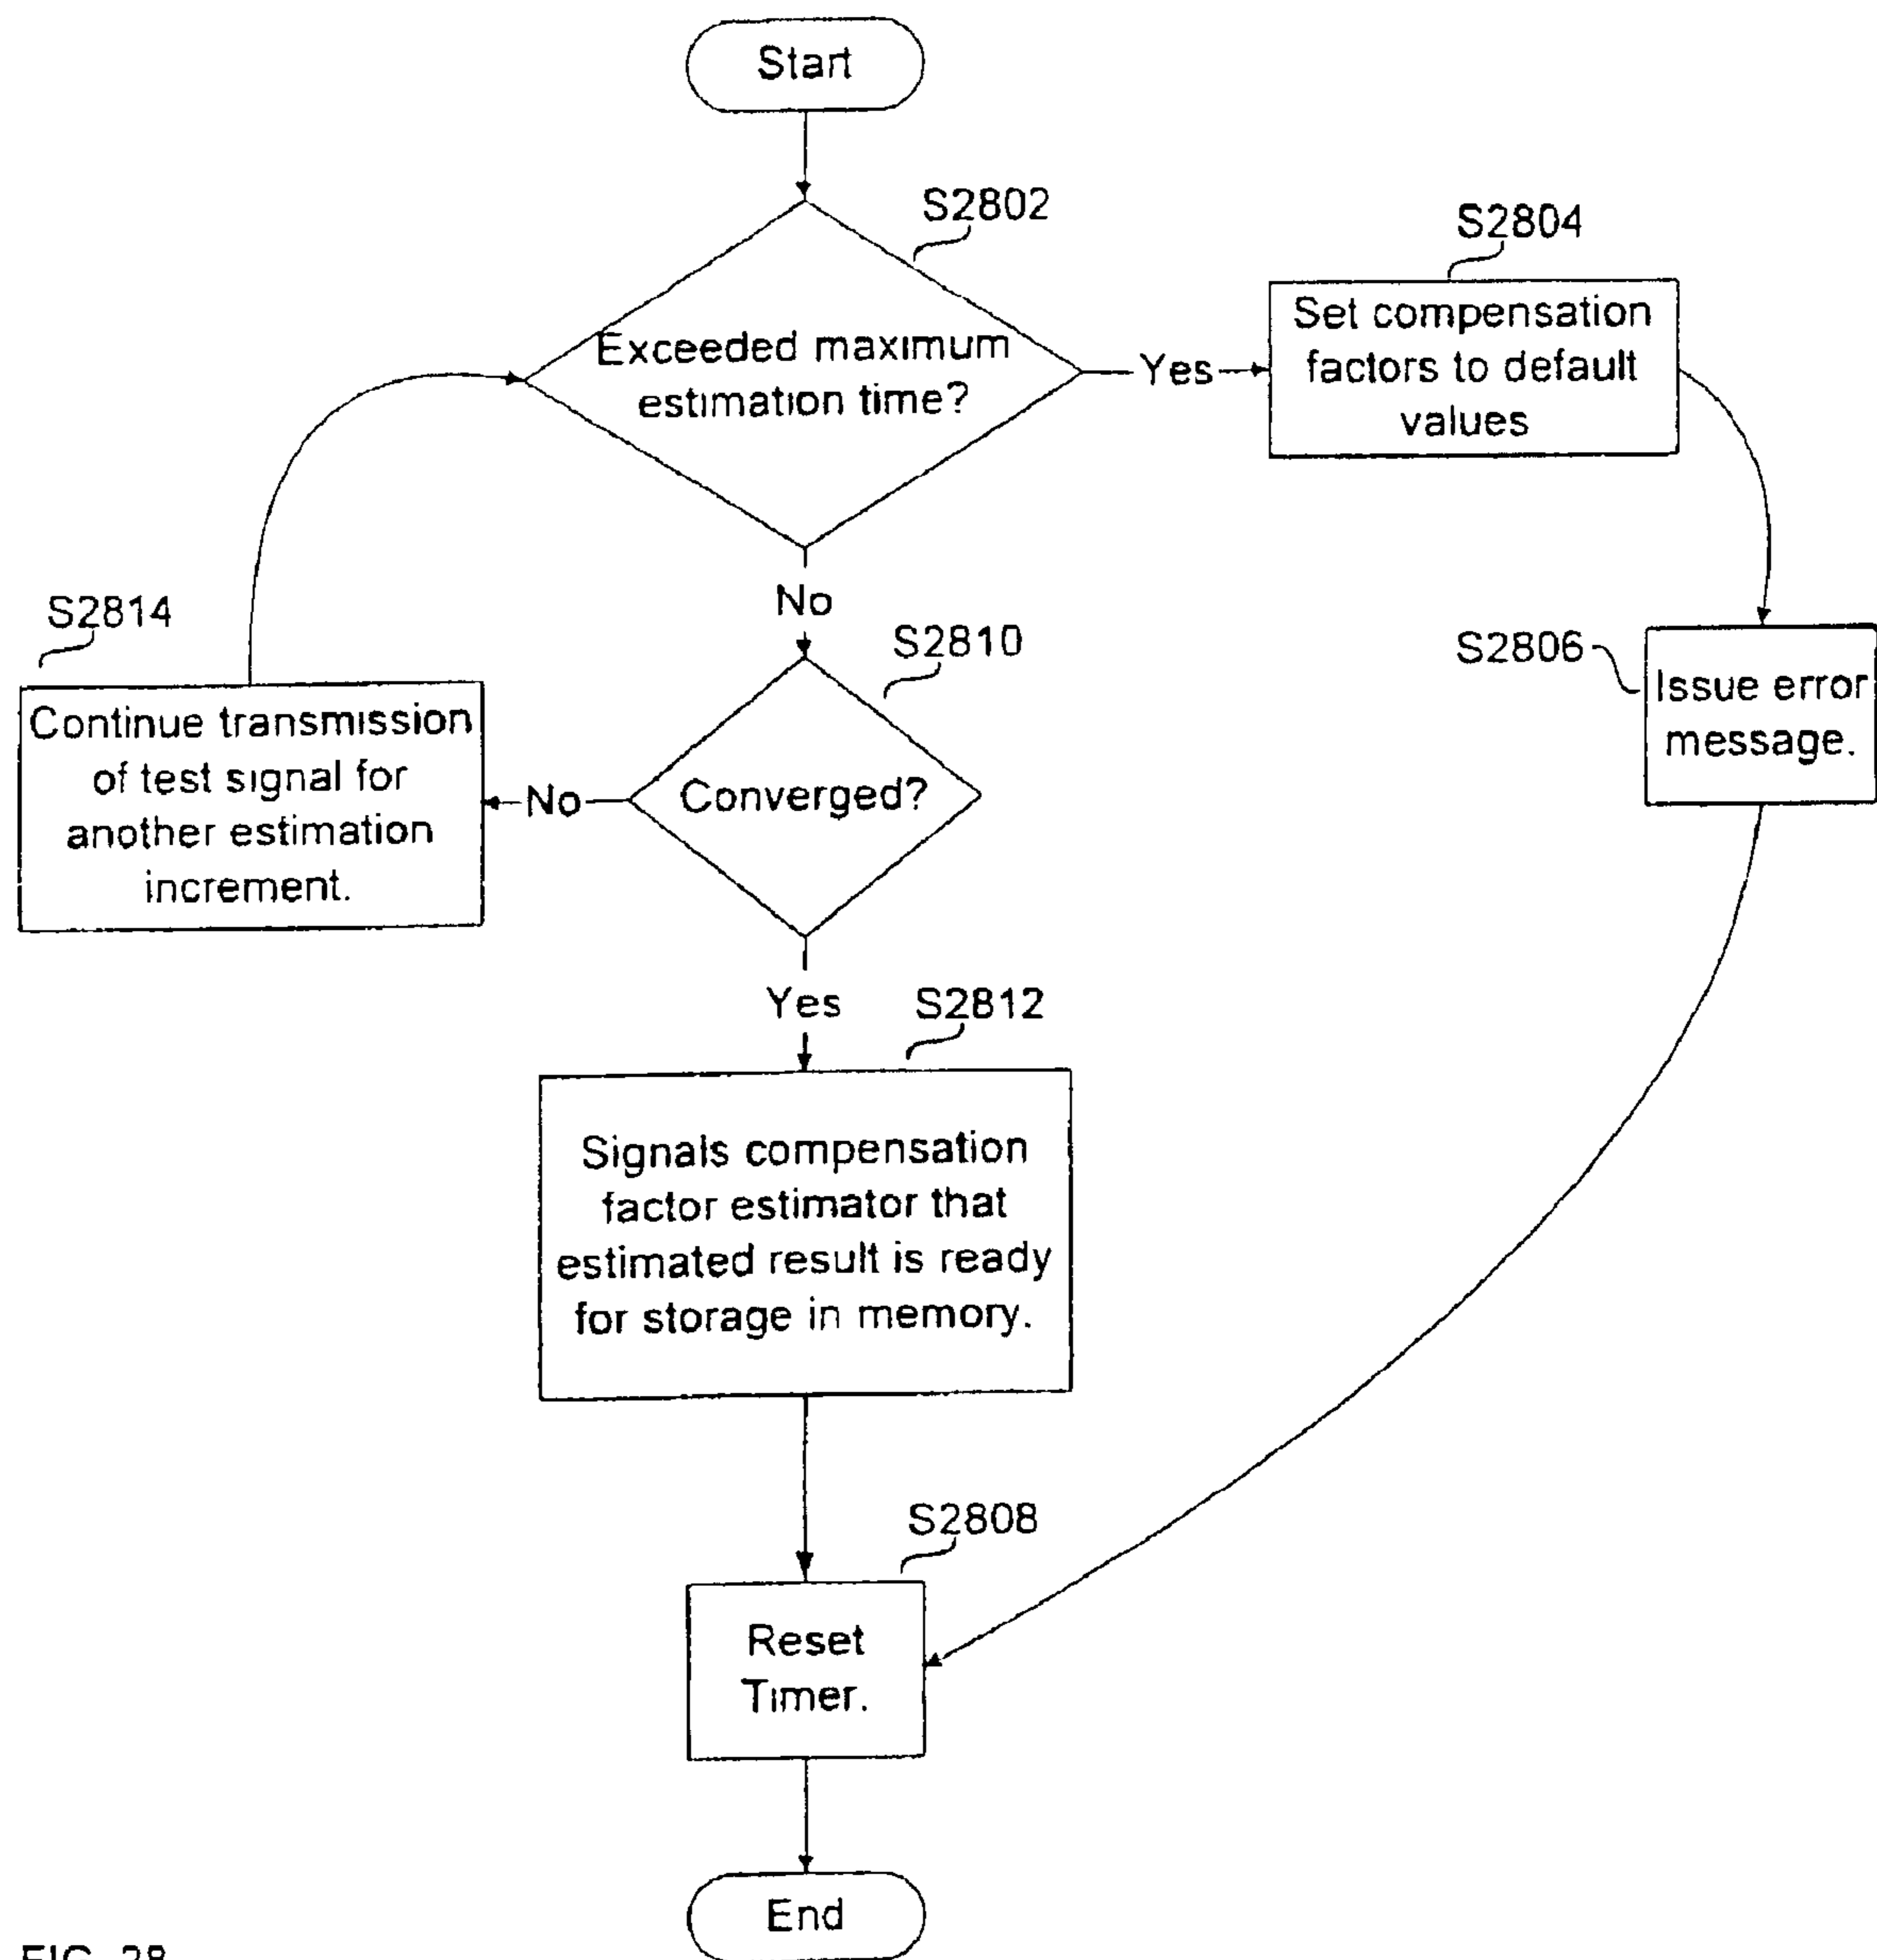 Start
S2802
Exceeded maximum
estimation time?
Yes
S2804
Set compensation
factors to default
values
No
S2806
Issue error
message.
S2810
Converged?
No
S2814
Continue transmission
of test signal for
another estimation
increment.
Yes
S2812
Signals compensation
factor estimator that
estimated result is ready
for storage in memory.
S2808
Reset
Timer.
End
FIG. 28